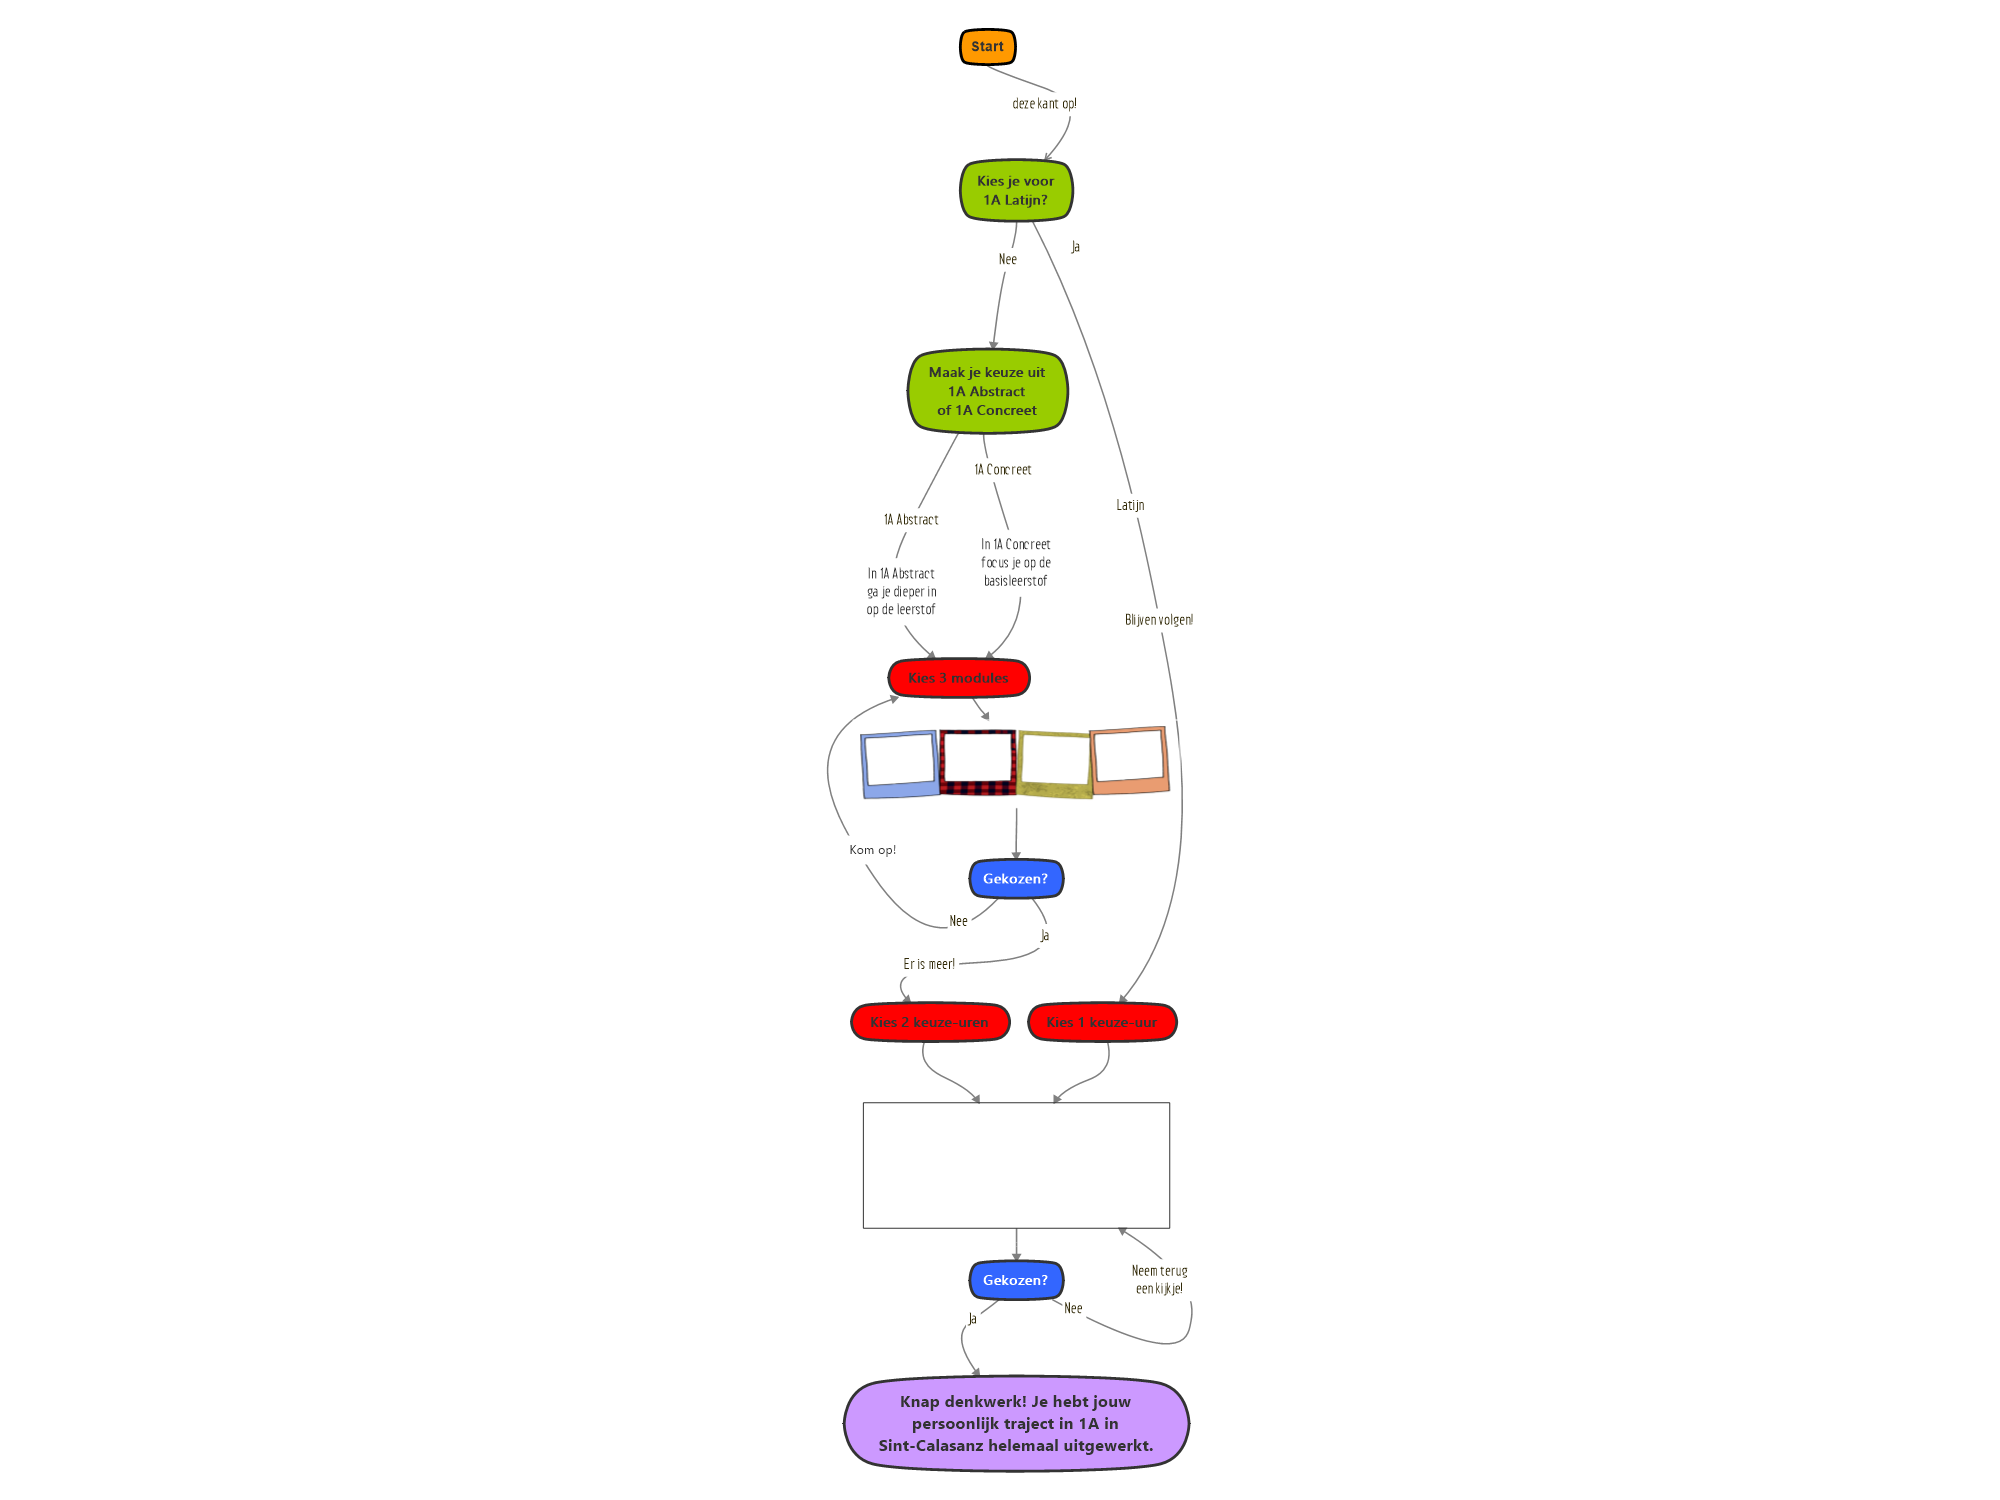 Start
deze kant op!
Kies je voor
1A Latijn?
Ja
Nee
Maak je keuze uit
1A Abstract
of 1A Concreet
1A Concreet
Latijn
1A Abstract
In 1A Concreet
focus je op de
basisleerstof
In 1A Abstract
ga je dieper in
op de leerstof
Blijven volgen!
Kies 3 modules
Kom op!
Gekozen?
Nee
Ja
Er is meer!
Kies 2 keuze-uren
Kies 1 keuze-uur
Neem terug
een kijkje!
Gekozen?
Nee
Ja
Knap denkwerk! Je hebt jouw
persoonlijk traject in 1A in
Sint-Calasanz helemaal uitgewerkt.